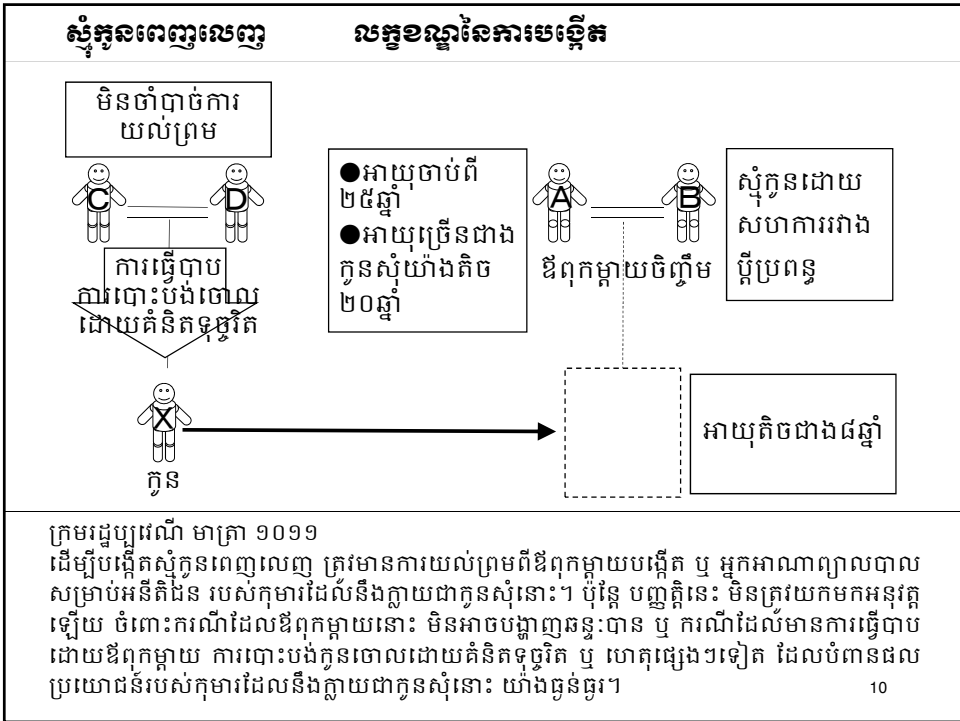 ស្មុំកូនពេញលេញ លក្ខខណ្ឌនៃការបង្កើត
មិនចាំបាច់ការ
យល់ព្រម
C D
ការធ្វើបាប
ការបោះបង់ចោល
ដោយគំនិតទុច្ចរិត
X
កូន
●អាយុចាប់ពី
២៥ឆ្នាំ
●អាយុច្រើនជាង
កូនសុំយ៉ាងតិច
២០ឆ្នាំ
A B
ឪពុកម្តាយចិញ្ចឹម
ស្មុំកូនដោយ
សហការរវាង
ប្តីប្រពន្ធ
អាយុតិចជាង៨ឆ្នាំ
ក្រមរដ្ឋប្បវេណី មាត្រា ១០១១
ដើម្បីបង្កើតស្មុំកូនពេញលេញ ត្រូវមានការយល់ព្រមពីឪពុកម្តាយបង្កើត ឬ អ្នកអាណាព្យាបាល
សម្រាប់អនីតិជន របស់កុមារដែលនឹងក្លាយជាកូនសុំនោះ។ ប៉ុន្តែ បញ្ញត្តិនេះ មិនត្រូវយកមកអនុវត្ត
ឡើយ ចំពោះករណីដែលឪពុកម្តាយនោះ មិនអាចបង្ហាញឆន្ទៈបាន ឬ ករណីដែលមានការធ្វើបាប
ដោយឪពុកម្តាយ ការបោះបង់កូនចោលដោយគំនិតទុច្ចរិត ឬ ហេតុផ្សេងៗទៀត ដែលបំពានផល
ប្រយោជន៍របស់កុមារដែលនឹងក្លាយជាកូនសុំនោះ យ៉ាងធ្ងន់ធ្ងរ។
10